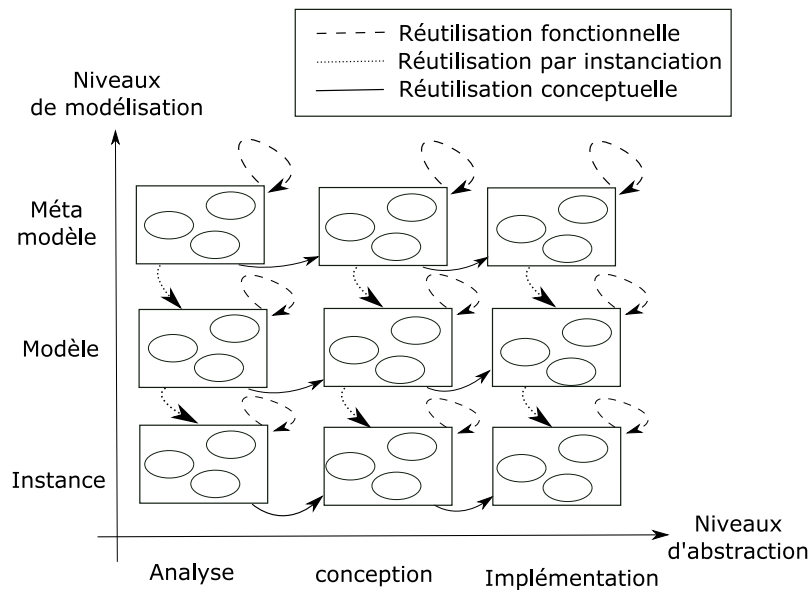 Réutilisation fonctionnelle
Réutilisation par instanciation
Réutilisation conceptuelle
Niveaux
de modélisation
Méta
modèle
Modèle
Instance
Niveaux
d'abstraction
Analyse
conception
Implémentation